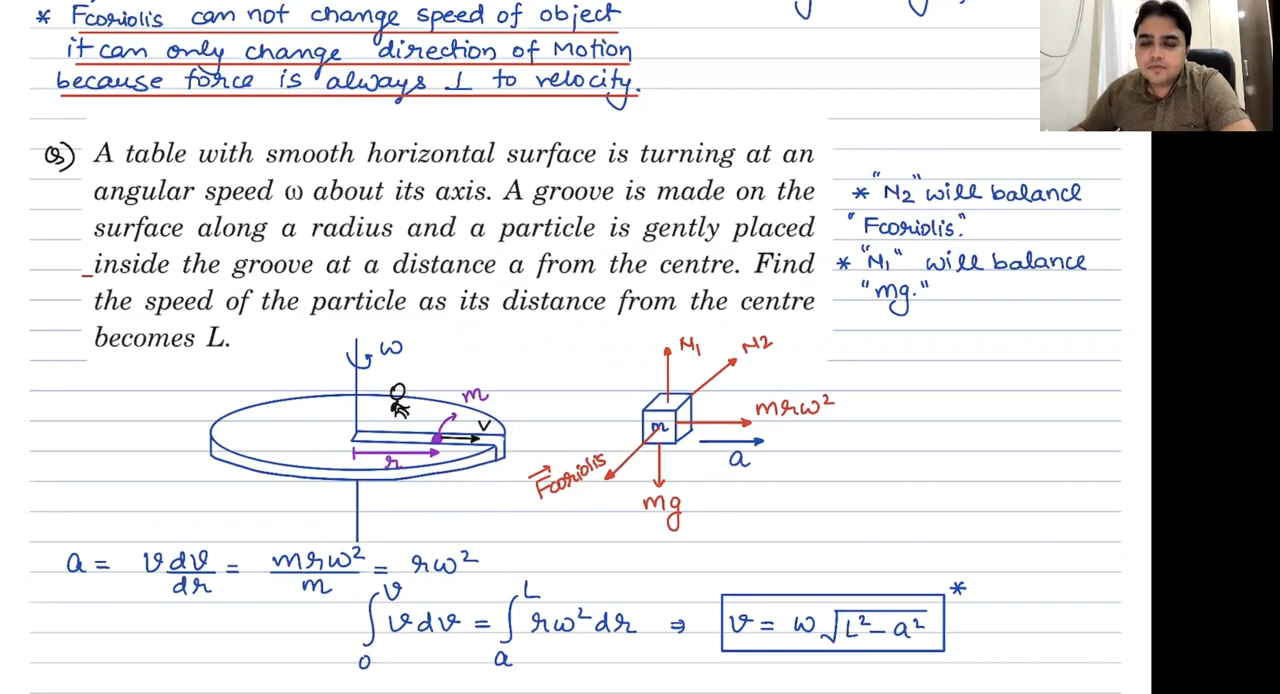 * Fcoriolis can not change speed of object
it can only change direction of Motion
because force is always ⊥ to velocity.
Q) A table with smooth horizontal surface is turning at an
angular speed ω about its axis. A groove is made on the
surface along a radius and a particle is gently placed
inside the groove at a distance a from the centre. Find
the speed of the particle as its distance from the centre
becomes L.
* "N2" will balance
"Fcoriolis."
* "N1" will balance
"mg."
ω
m
v
r
N1
N2
mrω²
m
a
Fcoriolis
mg
a = vdv/dr = mrω²/m = rω²
∫₀^v vdv = ∫ₐ^L rω²dr ⇒ v = ω√(L²-a²) *